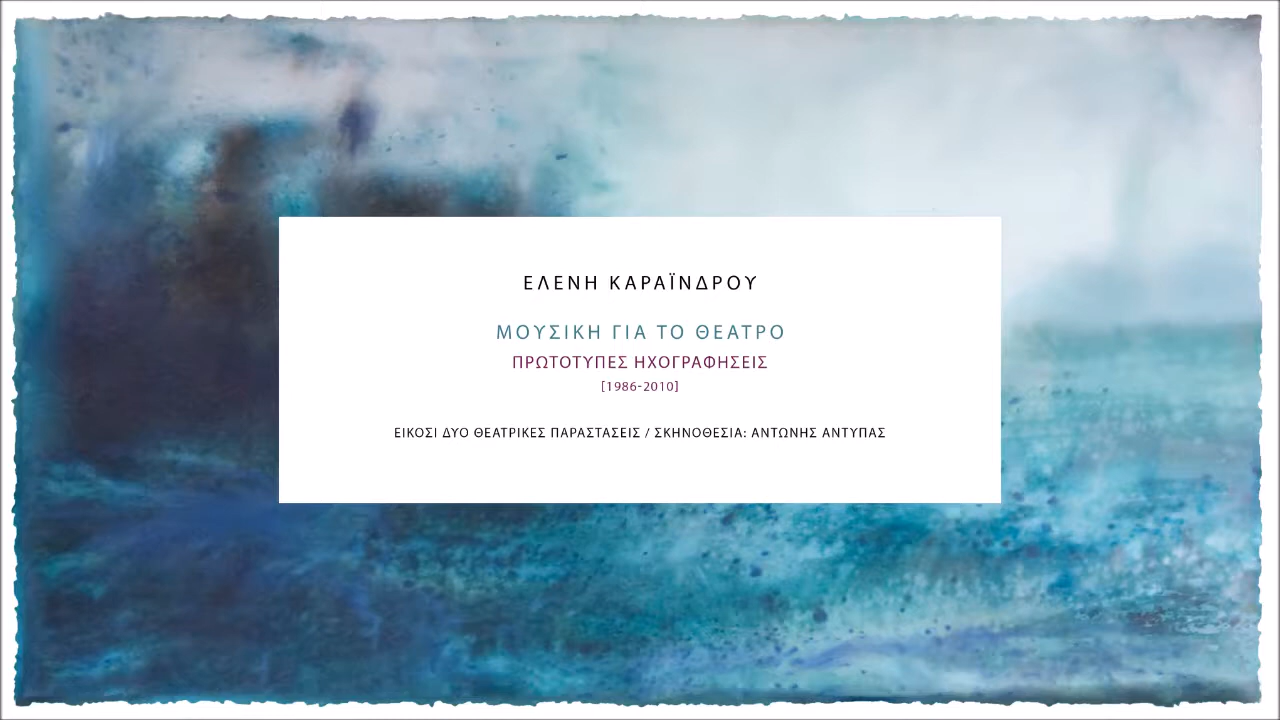 ΕΛΕΝΗ ΚΑΡΑΪΝΔΡΟΥ
ΜΟΥΣΙΚΗ ΓΙΑ ΤΟ ΘΕΑΤΡΟ
ΠΡΩΤΟΤΥΠΕΣ ΗΧΟΓΡΑΦΗΣΕΙΣ
[1986-2010]
ΕΙΚΟΣΙ ΔΥΟ ΘΕΑΤΡΙΚΕΣ ΠΑΡΑΣΤΑΣΕΙΣ / ΣΚΗΝΟΘΕΣΙΑ: ΑΝΤΩΝΗΣ ΑΝΤΥΠΑΣ